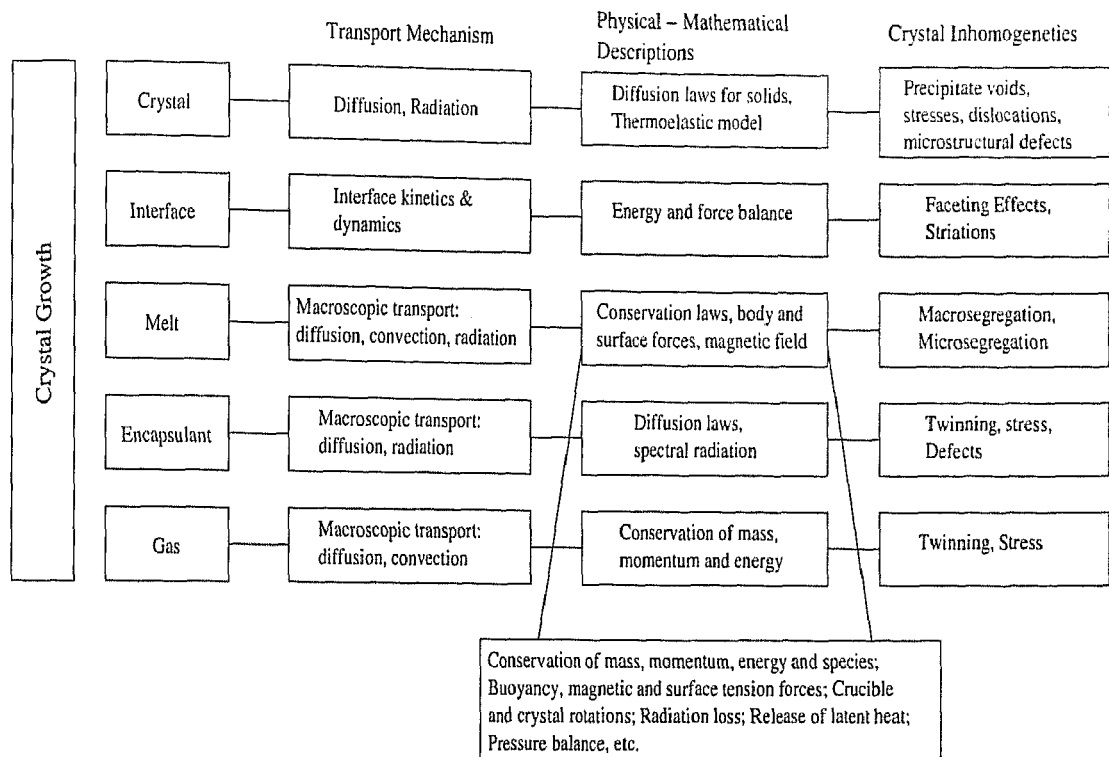 Transport Mechanism
Physical – Mathematical
Descriptions
Crystal Inhomogeneties
Crystal Growth
Crystal
Diffusion, Radiation
Diffusion laws for solids,
Thermoelastic model
Precipitate voids,
stresses, dislocations,
microstructural defects
Interface
Interface kinetics &
dynamics
Energy and force balance
Faceting Effects,
Striations
Melt
Macroscopic transport:
diffusion, convection, radiation
Conservation laws, body and
surface forces, magnetic field
Macrosegregation,
Microsegregation
Encapsulant
Macroscopic transport:
diffusion, radiation
Diffusion laws,
spectral radiation
Twinning, stress,
Defects
Gas
Macroscopic transport:
diffusion, convection
Conservation of mass,
momentum and energy
Twinning, Stress
Conservation of mass, momentum, energy and species;
Buoyancy, magnetic and surface tension forces; Crucible
and crystal rotations; Radiation loss; Release of latent heat;
Pressure balance, etc.